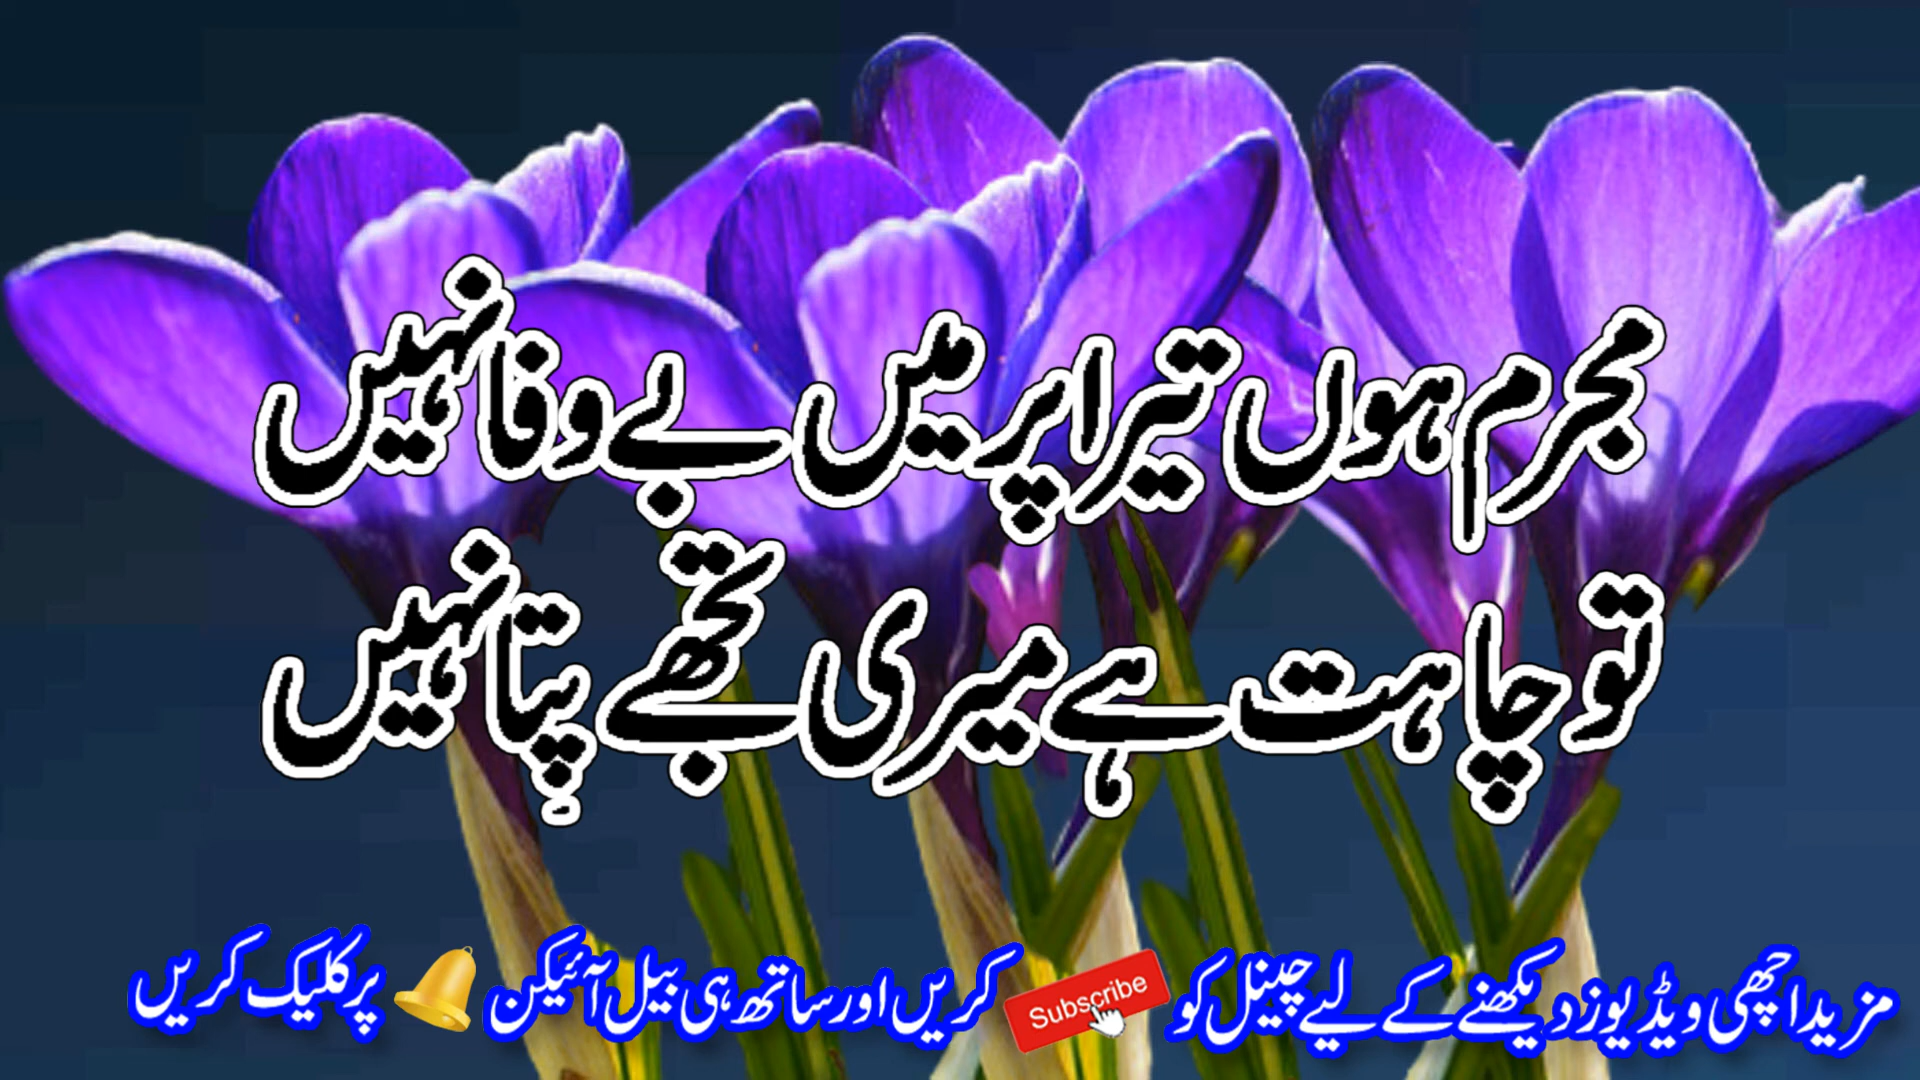 مجرم ہوں تیرا پر میں بے وفا نہیں
تو چاہت ہے میری تجھے پتا نہیں
مزید اچھی ویڈیوز دیکھنے کے لیے چینل کو Subscribe کریں اور ساتھ ہی بیل آئیکن پر کلیک کریں